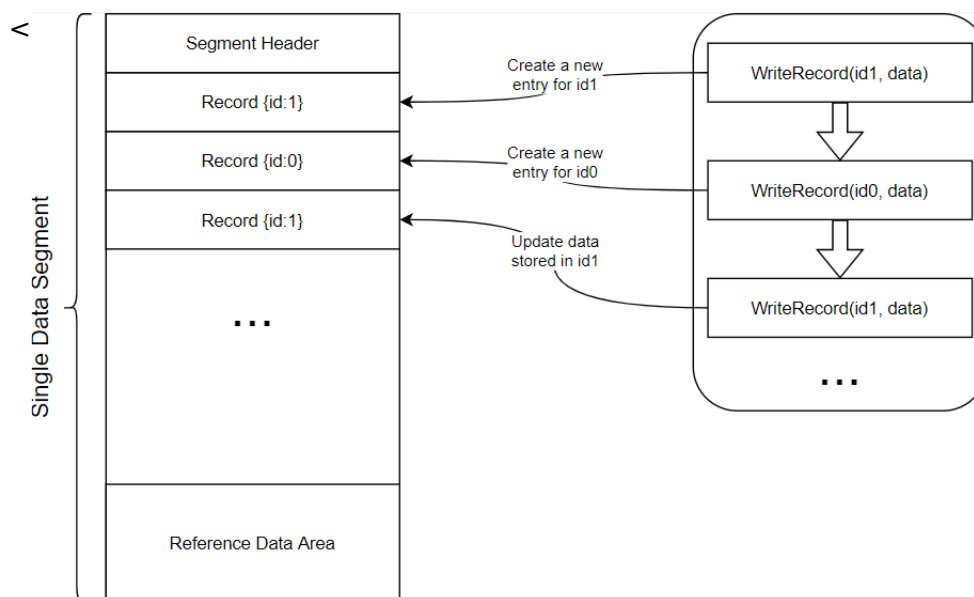 <
Single Data Segment
Segment Header
Record {id:1}
Record {id:0}
Record {id:1}
...
Reference Data Area
Create a new
entry for id1
Create a new
entry for id0
Update data
stored in id1
WriteRecord(id1, data)
WriteRecord(id0, data)
WriteRecord(id1, data)
...